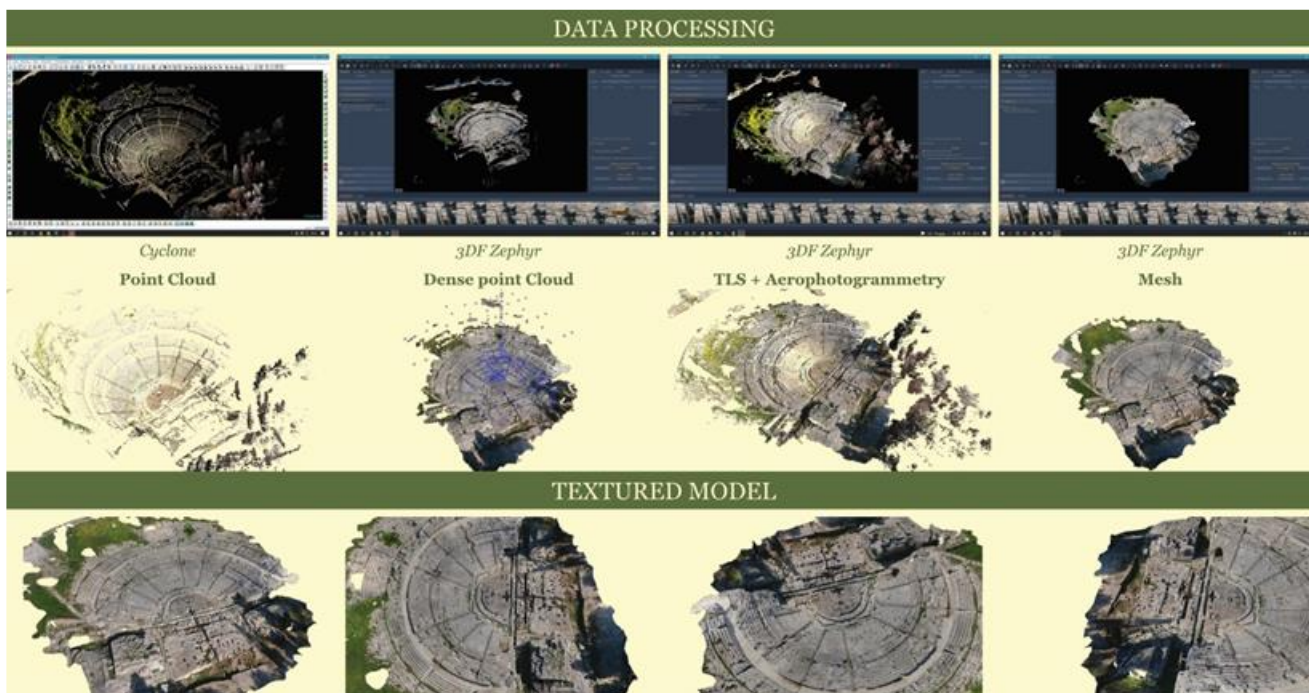 DATA PROCESSING
Cyclone
3DF Zephyr
3DF Zephyr
3DF Zephyr
Point Cloud
Dense point Cloud
TLS + Aerophotogrammetry
Mesh
TEXTURED MODEL